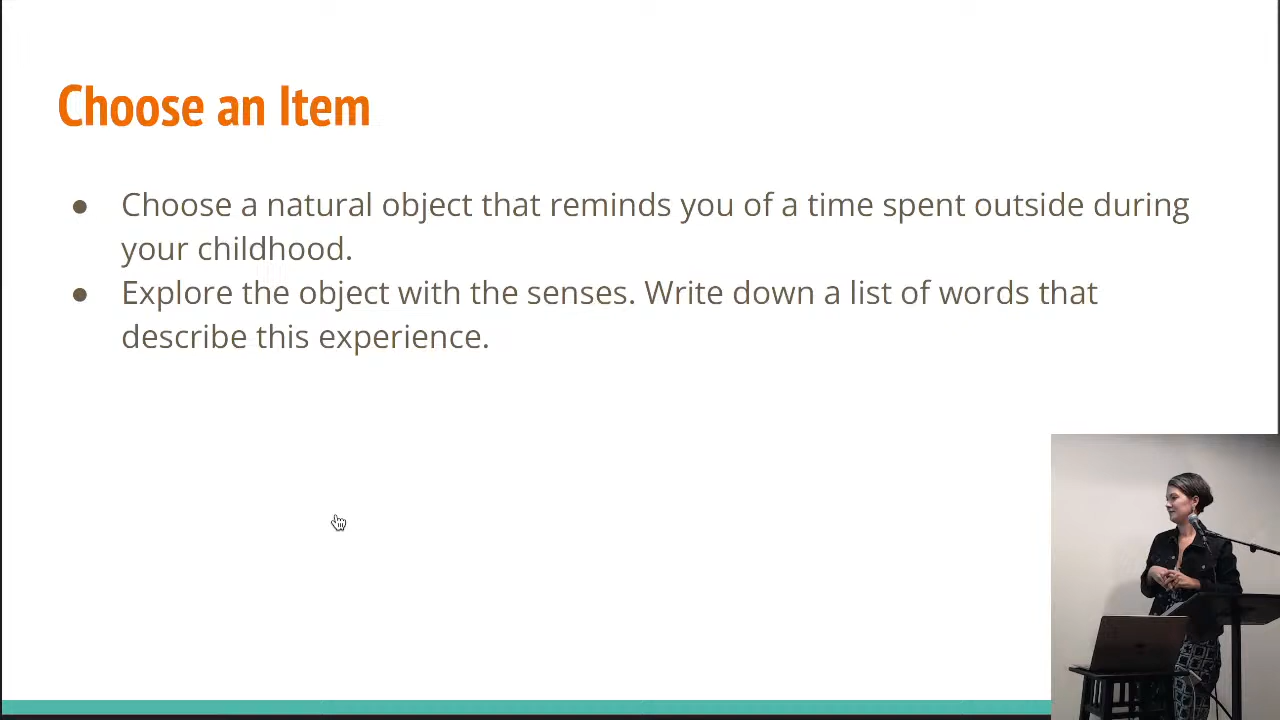 Choose an Item
● Choose a natural object that reminds you of a time spent outside during
your childhood.
● Explore the object with the senses. Write down a list of words that
describe this experience.